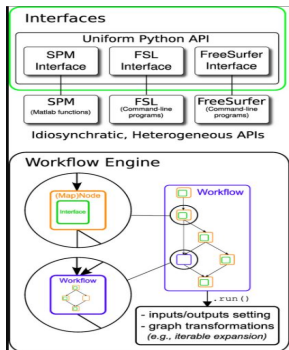 Interfaces
Uniform Python API
SPM
Interface
FSL
Interface
FreeSurfer
Interface
SPM
(Matlab functions)
FSL
(Command-line
programs)
FreeSurfer
(Command-line
programs)
Idiosynchratic, Heterogeneous APIs
Workflow Engine
(Map)Node
Interface
Workflow
Workflow
.run()
- inputs/outputs setting
- graph transformations
(e.g., iterable expansion)